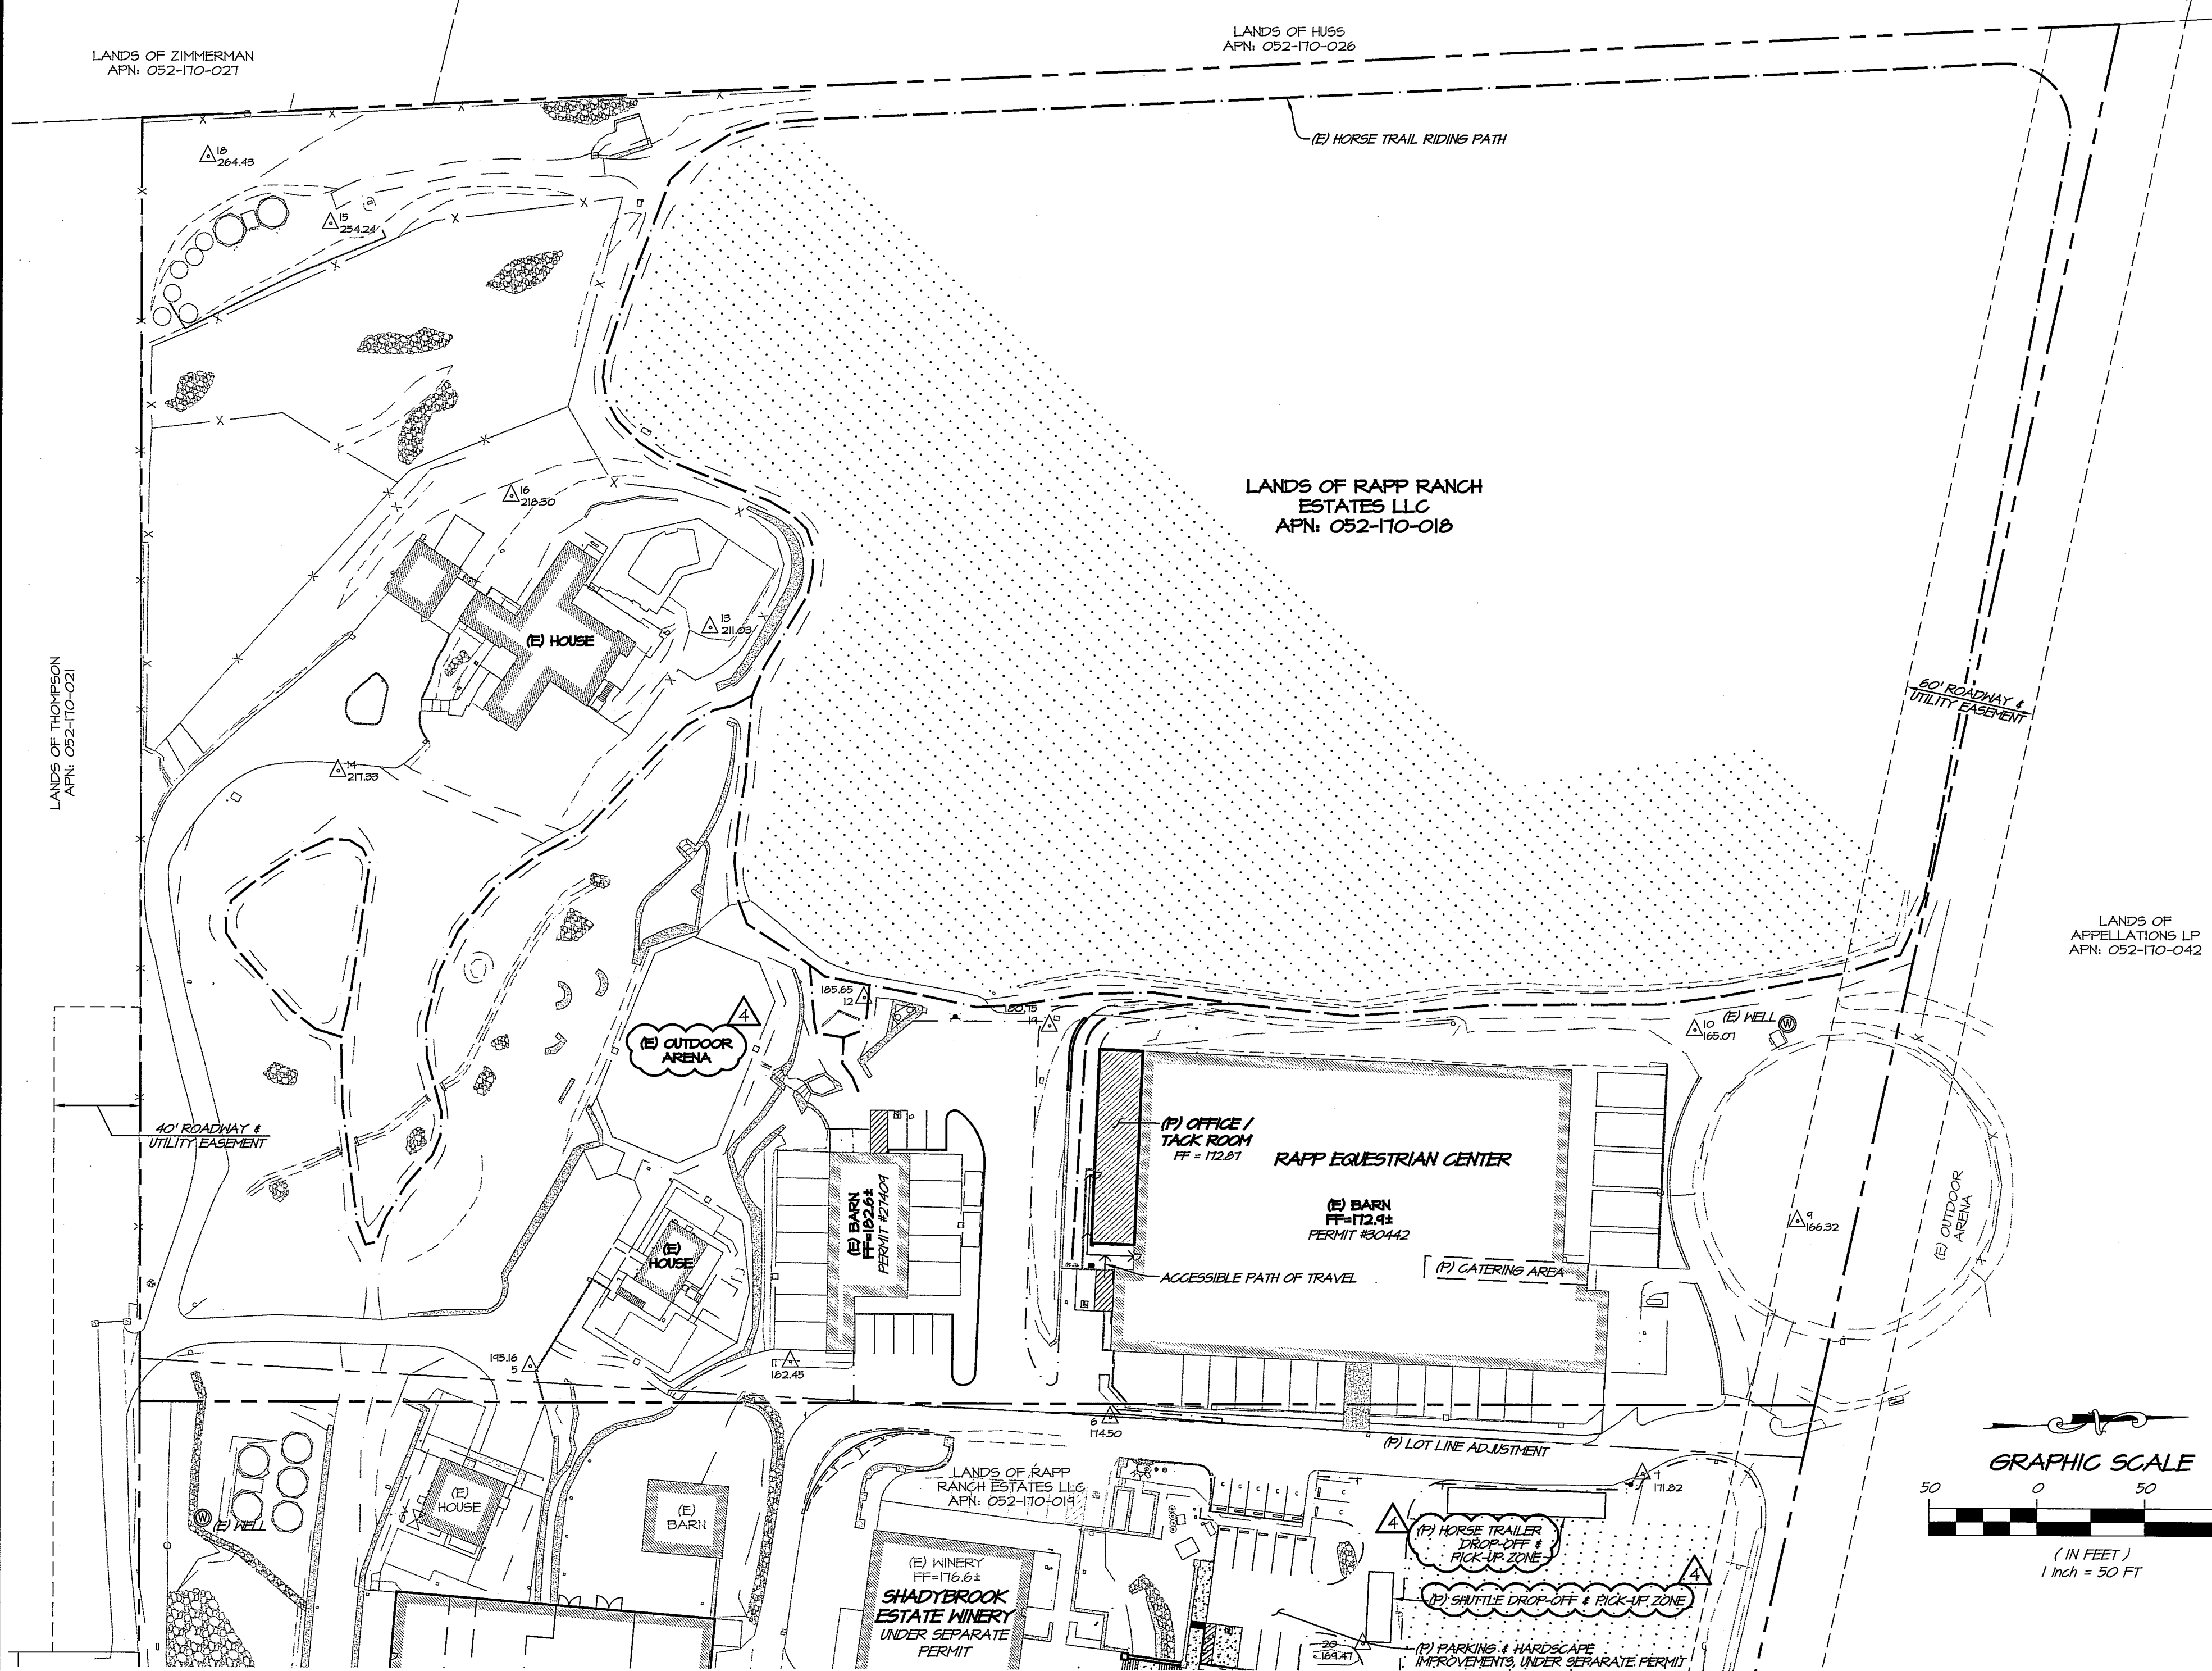 LANDS OF ZIMMERMAN
APN: 052-170-027
LANDS OF HUSS
APN: 052-170-026
(E) HORSE TRAIL RIDING PATH
18
264.43
15
254.24
16
218.30
LANDS OF RAPP RANCH
ESTATES LLC
APN: 052-170-018
(E) HOUSE
13
211.03
LANDS OF THOMPSON
APN: 052-170-021
60' ROADWAY &
UTILITY EASEMENT
14
217.33
LANDS OF
APPELLATIONS LP
APN: 052-170-042
185.65
12
180.75
19
4
(E) OUTDOOR
ARENA
10
165.07
(E) WELL
W
40' ROADWAY &
UTILITY EASEMENT
(P) OFFICE /
TACK ROOM
FF = 172.87
RAPP EQUESTRIAN CENTER
(E) BARN
FF=172.9±
PERMIT #30442
(E) BARN
FF=182.6±
PERMIT #27409
(E)
HOUSE
9
166.32
(E) OUTDOOR
ARENA
(P) CATERING AREA
ACCESSIBLE PATH OF TRAVEL
195.16
5
11
182.45
6
174.50
(P) LOT LINE ADJUSTMENT
GRAPHIC SCALE
50
0
50
( IN FEET )
1 Inch = 50 FT
LANDS OF RAPP
RANCH ESTATES LLC
APN: 052-170-019
171.82
(E)
HOUSE
W
(E) WELL
(E)
BARN
C C C C C C
C
C
4
(P) HORSE TRAILER
DROP-OFF &
PICK-UP ZONE
4
(P) SHUTTLE DROP-OFF & PICK-UP ZONE
(E) WINERY
FF=176.6±
SHADYBROOK
ESTATE WINERY
UNDER SEPARATE
PERMIT
20
169.47
(P) PARKING & HARDSCAPE
IMPROVEMENTS, UNDER SEPARATE PERMIT